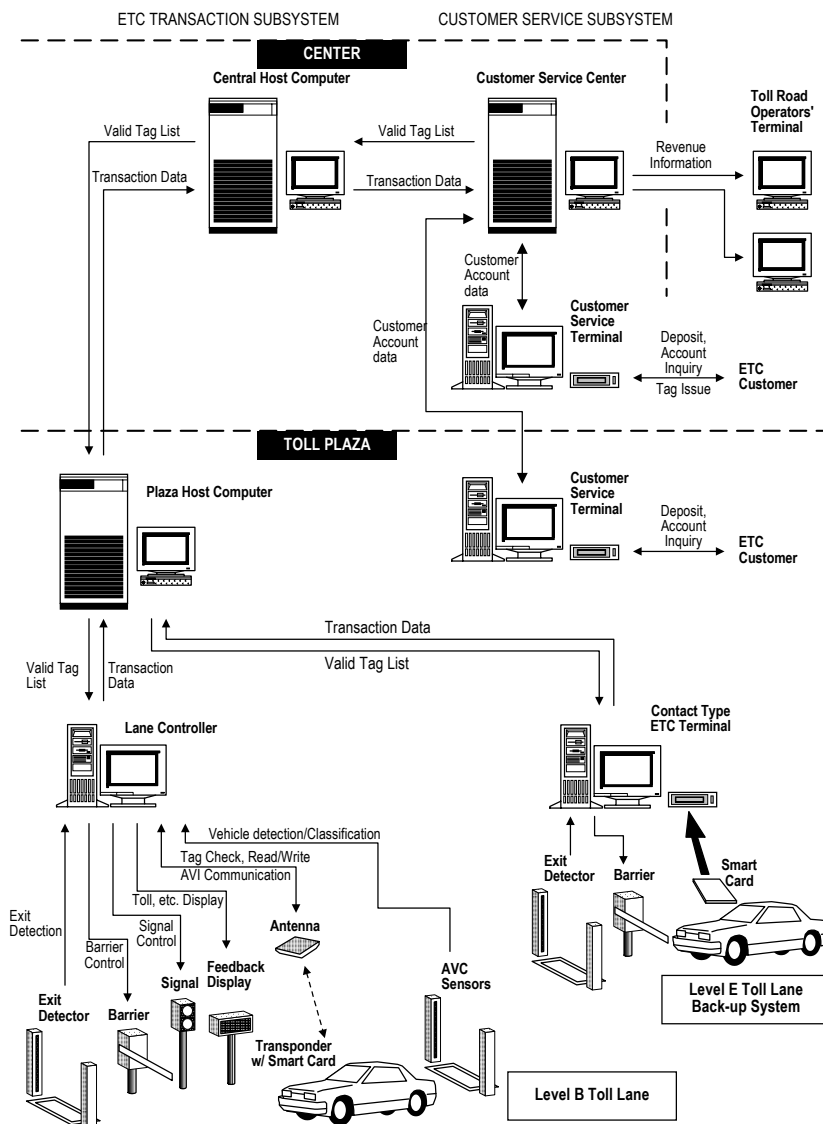 ETC TRANSACTION SUBSYSTEM
CUSTOMER SERVICE SUBSYSTEM
CENTER
Central Host Computer
Customer Service Center
Toll Road
Operators'
Terminal
Valid Tag List
Valid Tag List
Revenue
Information
Transaction Data
Transaction Data
Customer
Account
data
Customer
Account
data
Customer
Service
Terminal
Deposit,
Account
Inquiry
Tag Issue
ETC
Customer
TOLL PLAZA
Plaza Host Computer
Customer
Service
Terminal
Deposit,
Account
Inquiry
ETC
Customer
Transaction Data
Valid Tag List
Valid Tag
List
Transaction
Data
Lane Controller
Contact Type
ETC Terminal
Vehicle detection/Classification
Tag Check, Read/Write
AVI Communication
Toll, etc. Display
Exit
Detection
Barrier
Control
Signal
Control
Antenna
Exit
Detector
Barrier
Smart
Card
Signal
Feedback
Display
AVC
Sensors
Exit
Detector
Barrier
Transponder
w/ Smart Card
Level E Toll Lane
Back-up System
Level B Toll Lane